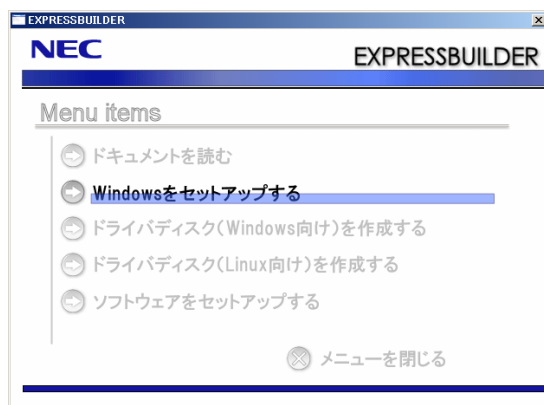 EXPRESSBUILDER
NEC
EXPRESSBUILDER
Menu items
ドキュメントを読む
Windowsをセットアップする
ドライバディスク(Windows向け)を作成する
ドライバディスク(Linux向け)を作成する
ソフトウェアをセットアップする
メニューを閉じる